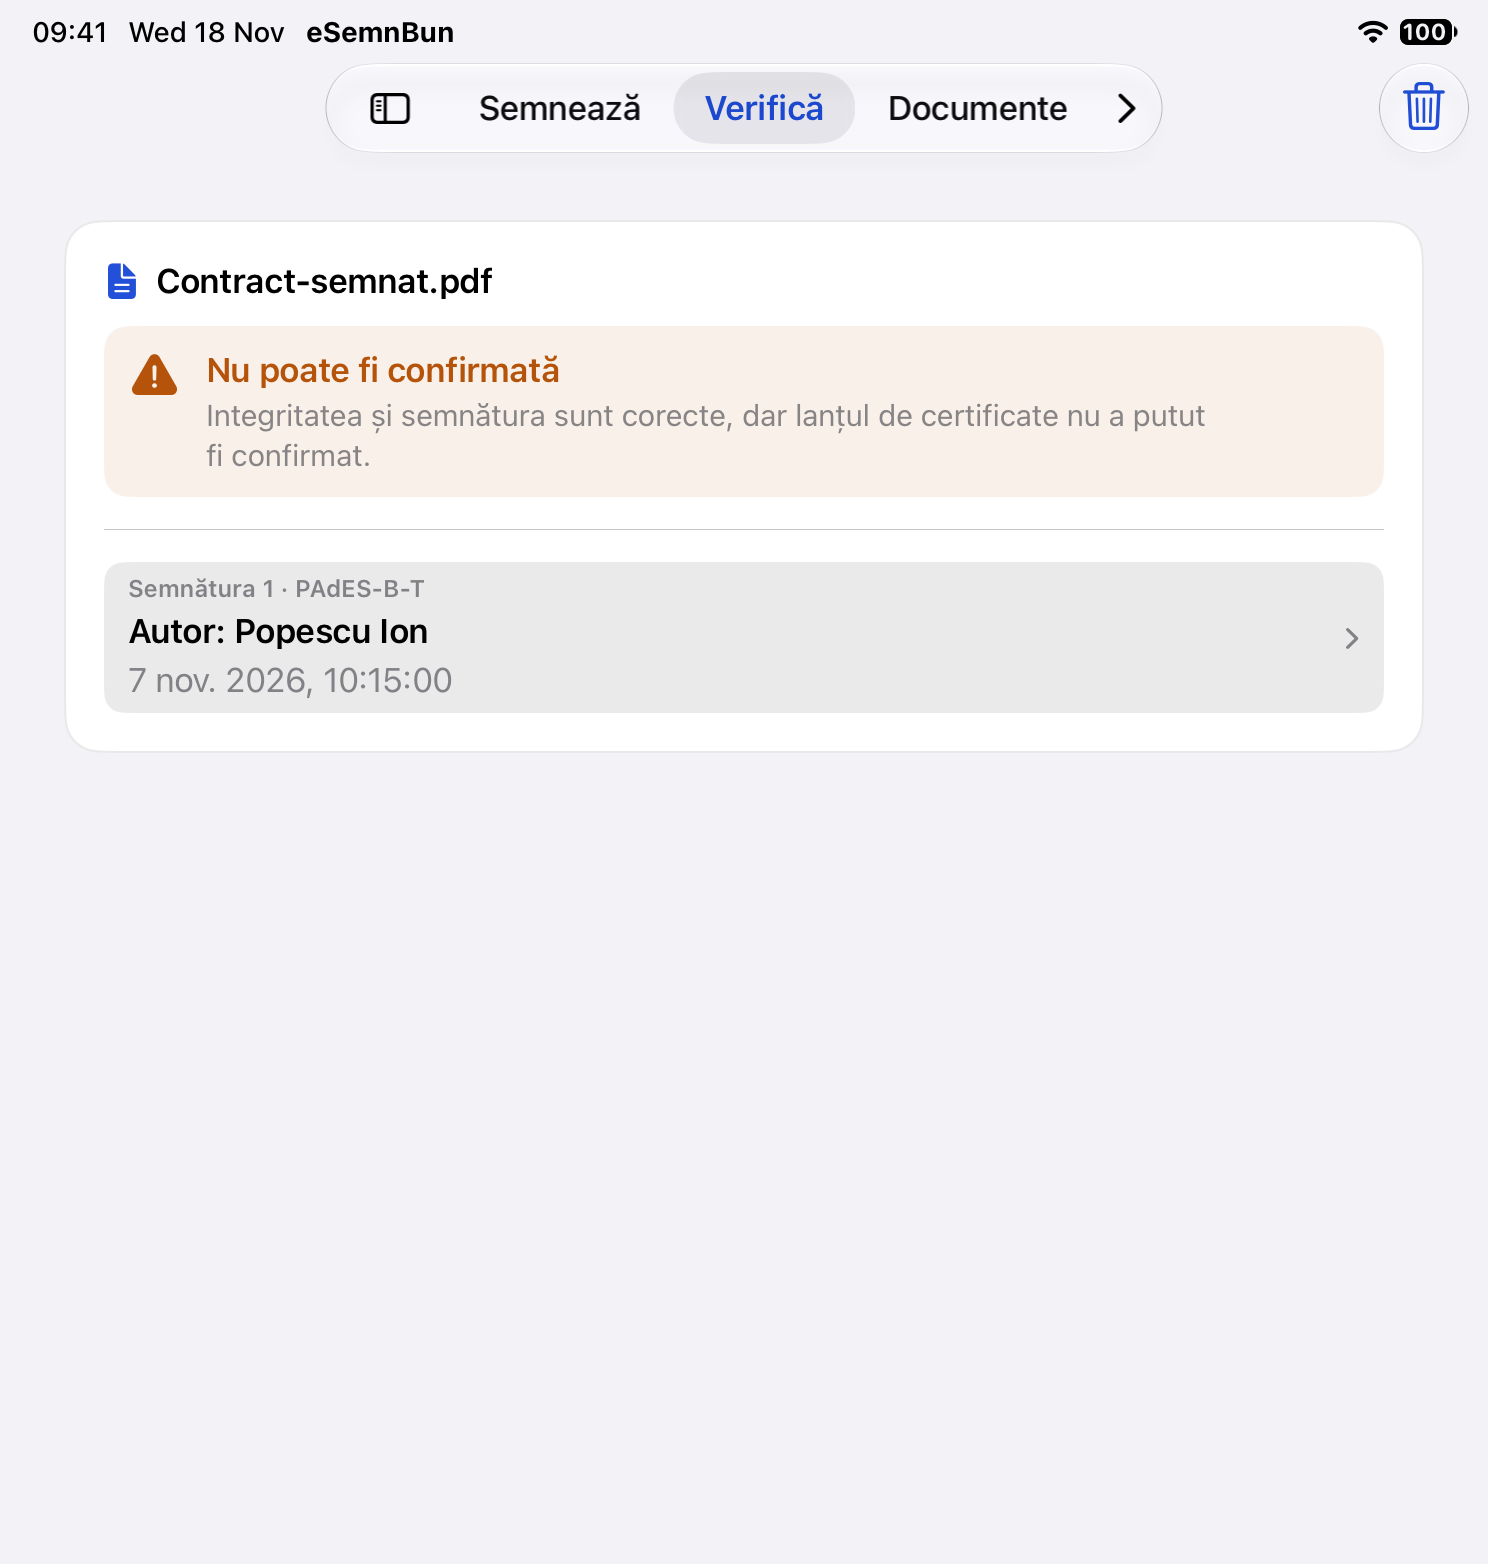 09:41 Wed 18 Nov eSemnBun 100
Semnează Verifică Documente
Contract-semnat.pdf
Nu poate fi confirmată
Integritatea și semnătura sunt corecte, dar lanțul de certificate nu a putut
fi confirmat.
Semnătura 1 · PAdES-B-T
Autor: Popescu Ion
7 nov. 2026, 10:15:00